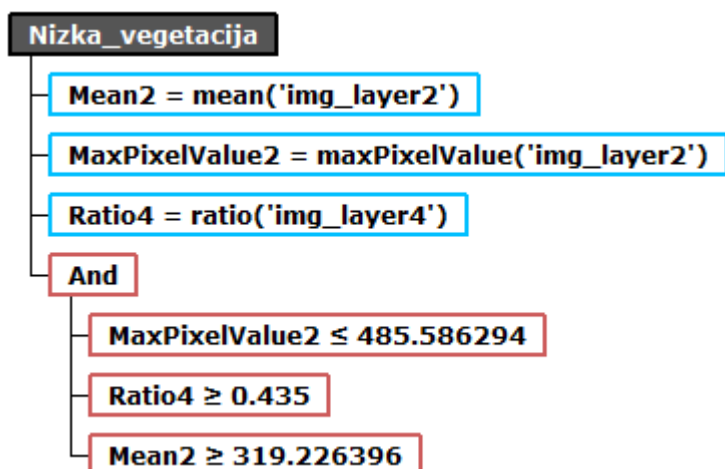 Nizka_vegetacija
Mean2 = mean('img_layer2')
MaxPixelValue2 = maxPixelValue('img_layer2')
Ratio4 = ratio('img_layer4')
And
MaxPixelValue2 ≤ 485.586294
Ratio4 ≥ 0.435
Mean2 ≥ 319.226396